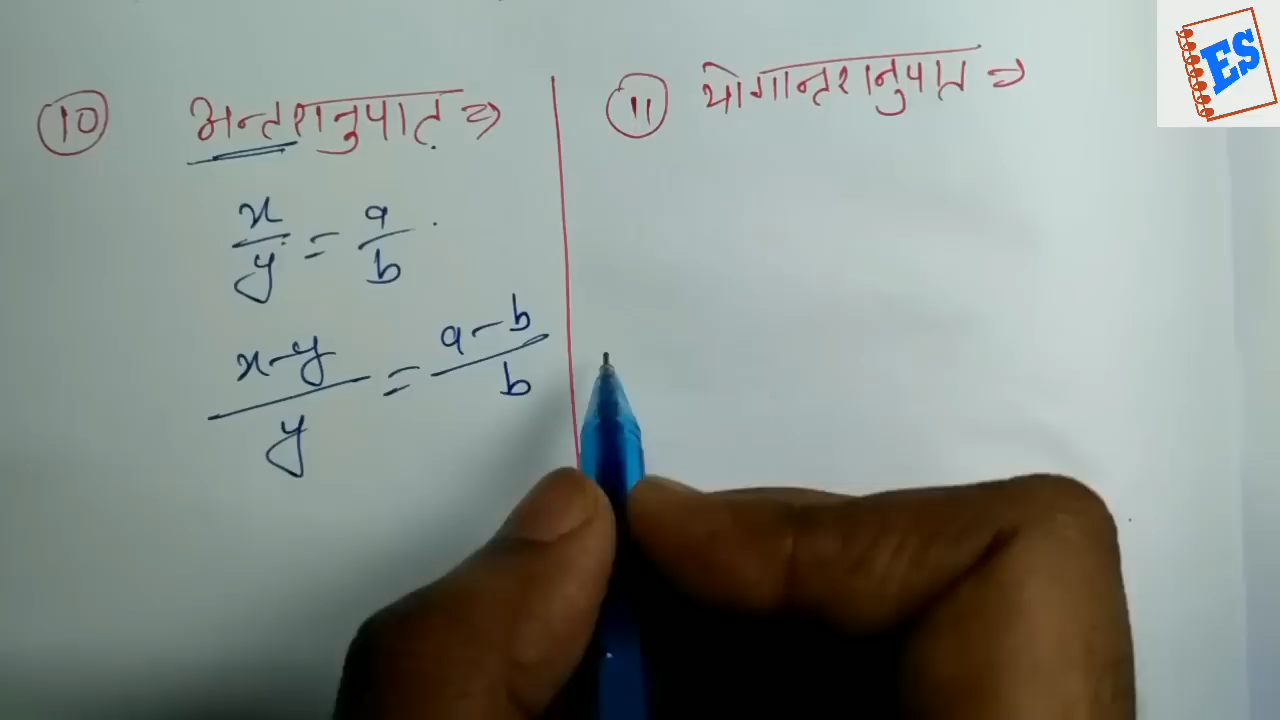 ⑩ अन्तरानुपात ⇒
x/y = a/b
x-y/y = a-b/b
⑪ योगान्तरानुपात ⇒
ES